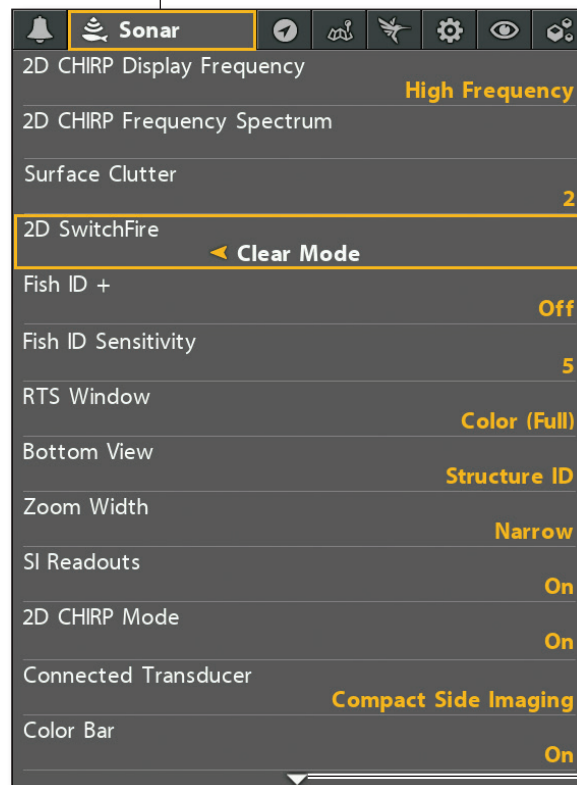 Sonar
2D CHIRP Display Frequency
High Frequency
2D CHIRP Frequency Spectrum
Surface Clutter
2
2D SwitchFire
Clear Mode
Fish ID +
Off
Fish ID Sensitivity
5
RTS Window
Color (Full)
Bottom View
Structure ID
Zoom Width
Narrow
SI Readouts
On
2D CHIRP Mode
On
Connected Transducer
Compact Side Imaging
Color Bar
On